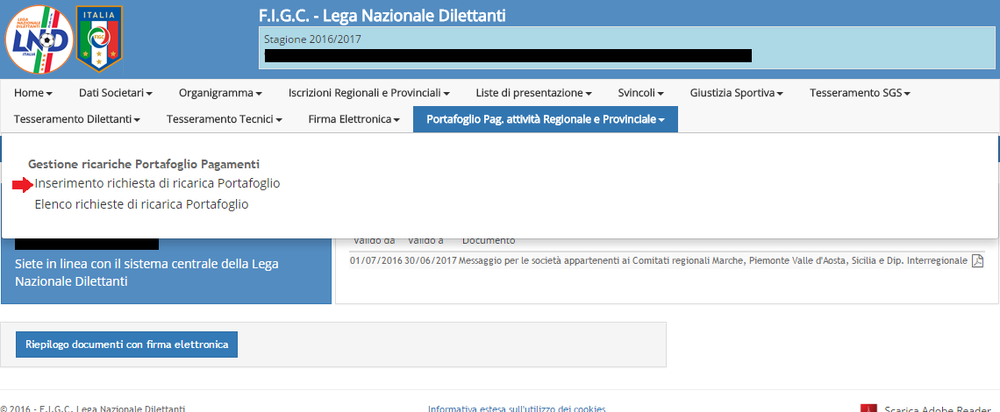 LEGA
NAZIONALE
DILETTANTI
LND
ITALIA
ITALIA
FIGC
F.I.G.C. - Lega Nazionale Dilettanti
Stagione 2016/2017
Home
Dati Societari
Organigramma
Iscrizioni Regionali e Provinciali
Liste di presentazione
Svincoli
Giustizia Sportiva
Tesseramento SGS
Tesseramento Dilettanti
Tesseramento Tecnici
Firma Elettronica
Portafoglio Pag. attività Regionale e Provinciale
Gestione ricariche Portafoglio Pagamenti
Inserimento richiesta di ricarica Portafoglio
Elenco richieste di ricarica Portafoglio
Siete in linea con il sistema centrale della Lega
Nazionale Dilettanti
Valido da Valido a Documento
01/07/2016 30/06/2017 Messaggio per le società appartenenti ai Comitati regionali Marche, Piemonte Valle d'Aosta, Sicilia e Dip. Interregionale
Riepilogo documenti con firma elettronica
© 2016 - F.I.G.C. Lega Nazionale Dilettanti
Informativa estesa sull'utilizzo dei cookies
Scarica Adobe Reader